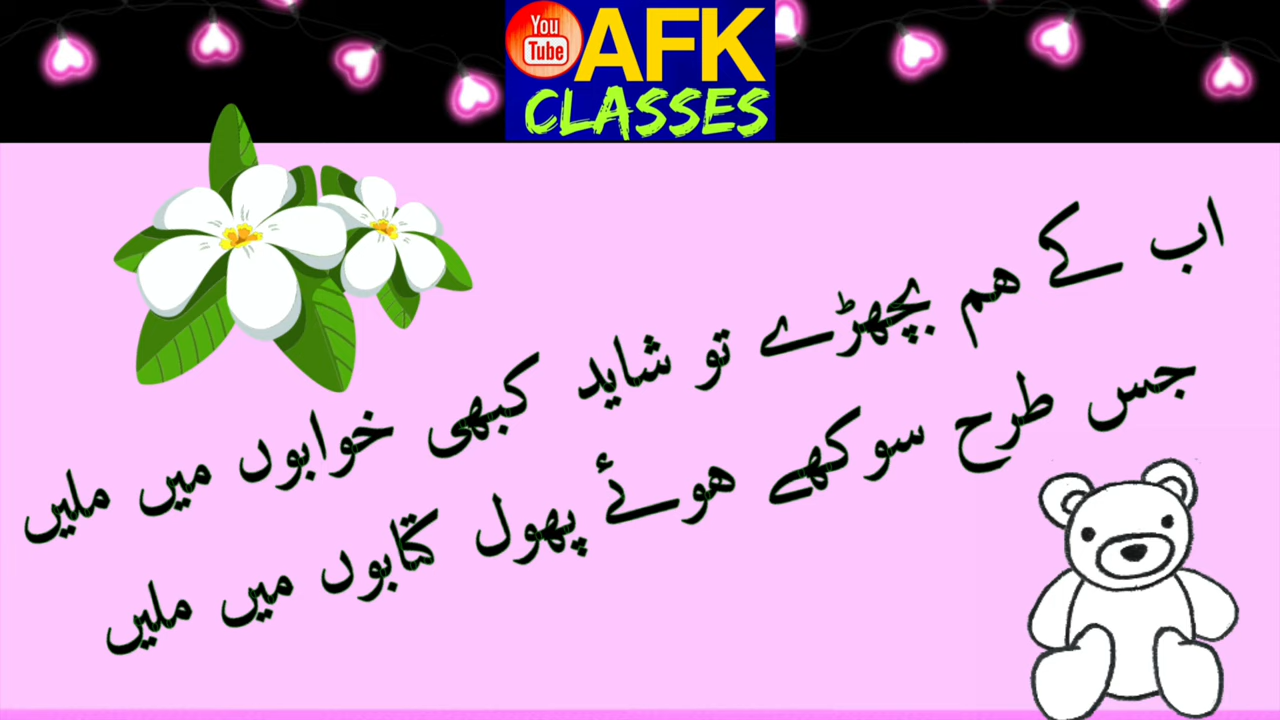 You
Tube
AFK
CLASSES
اب کے ہم بچھڑے تو شاید کبھی خوابوں میں ملیں
جس طرح سوکھے ہوئے پھول کتابوں میں ملیں